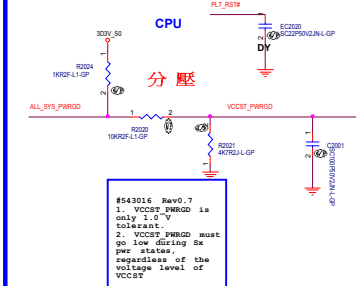 PLT_RST#
CPU
3D3V_S0
EC2020
SC22P50V2JN-L-GP
DY
R2024
1KR2F-L1-GP
分 壓
ALL_SYS_PWRGD
VCCST_PWRGD
R2020
10KR2F-L1-GP
R2021
4K7R2J-L-GP
C2001
SC100P50V2JN-L-GP
#543016 Rev0.7
1. VCCST_PWRGD is
only 1.0 V
tolerant.
2. VCCST_PWRGD must
go low during Sx
pwr states,
regardless of the
voltage level of
VCCST